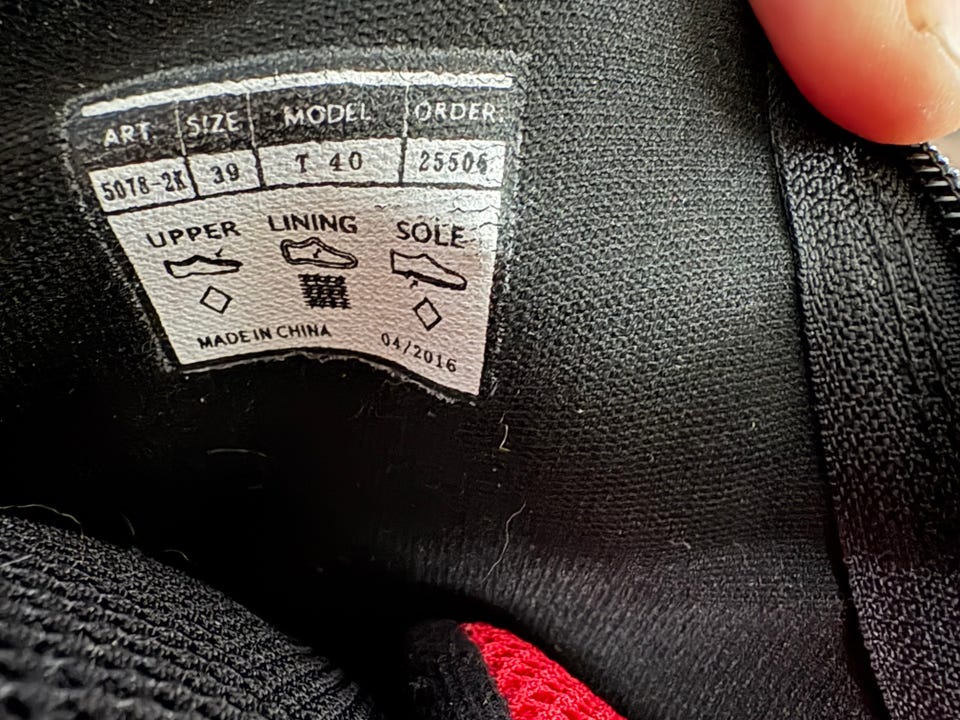 ART. SIZE MODEL ORDER:
5078-2K 39 T 40 25506
UPPER LINING SOLE
MADE IN CHINA 04/2016